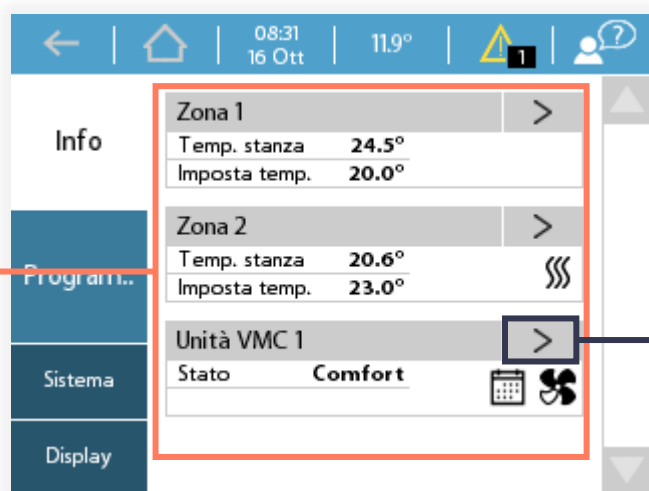 08:31
16 Ott
11.9°
1
?
Info
Program..
Sistema
Display
Zona 1
>
Temp. stanza 24.5°
Imposta temp. 20.0°
Zona 2
>
Temp. stanza 20.6°
Imposta temp. 23.0°
Unità VMC 1
>
Stato Comfort